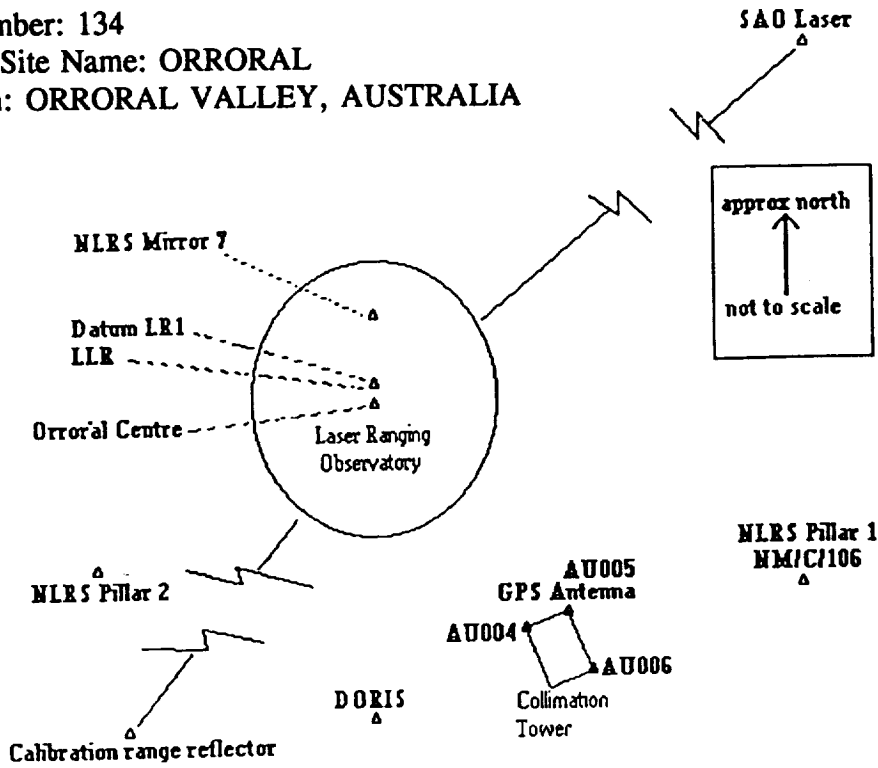 mber: 134
Site Name: ORRORAL
: ORRORAL VALLEY, AUSTRALIA
SAO Laser
approx north
not to scale
NLRS Mirror 7
Datum LR1
LLR
Orroral Centre
Laser Ranging
Observatory
NLRS Pillar 1
NM/C/106
NLRS Pillar 2
AU005
GPS Antenna
AU004
AU006
DORIS
Collimation
Tower
Calibration range reflector